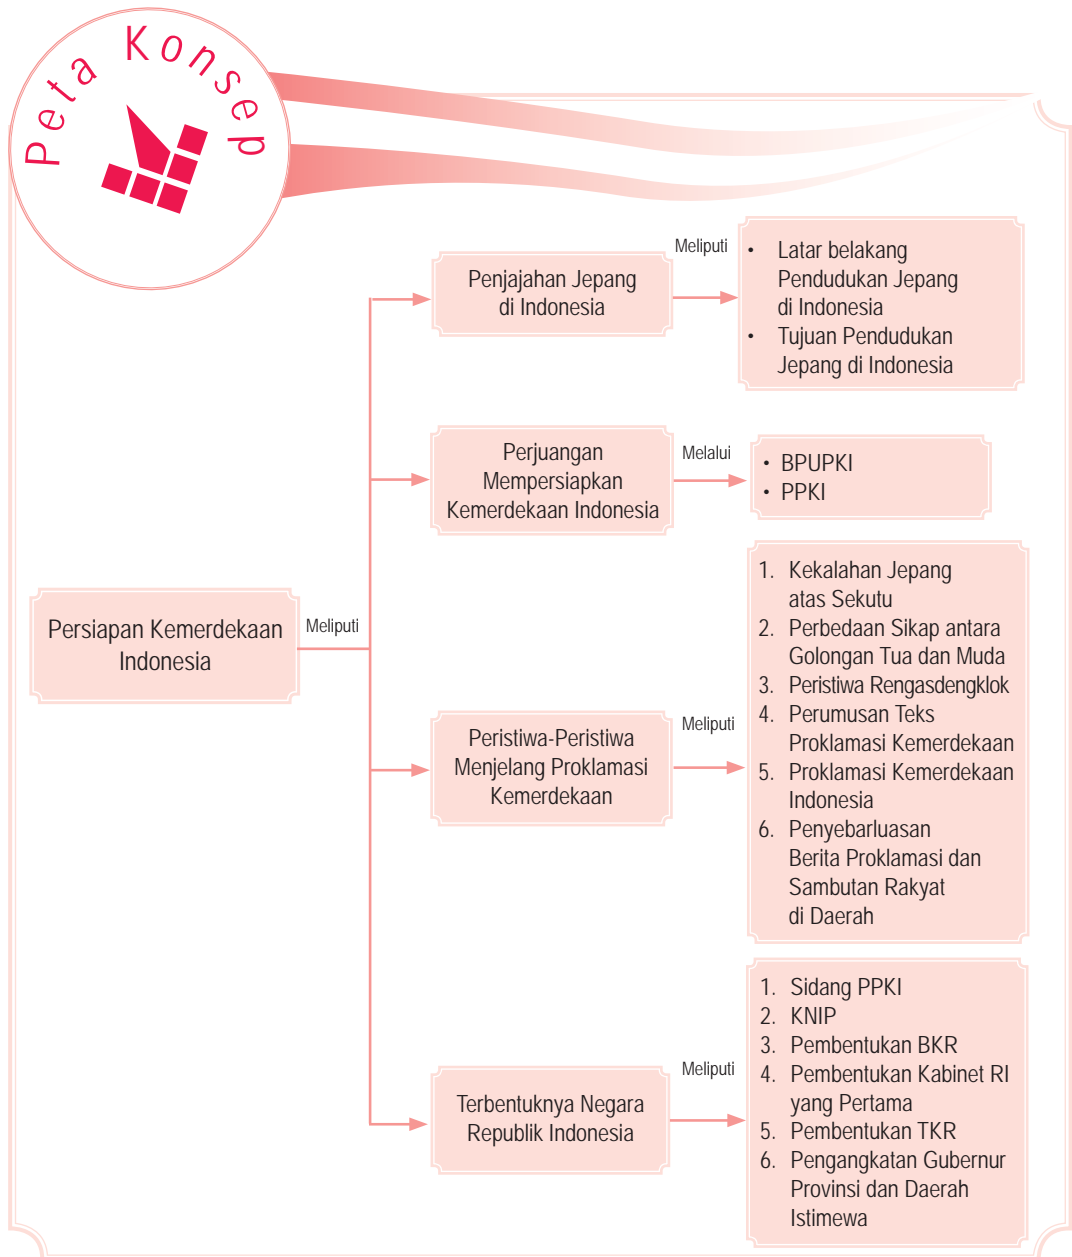 Peta Konsep
Persiapan Kemerdekaan
Indonesia
Meliputi
Penjajahan Jepang
di Indonesia
Meliputi
• Latar belakang
Pendudukan Jepang
di Indonesia
• Tujuan Pendudukan
Jepang di Indonesia
Perjuangan
Mempersiapkan
Kemerdekaan Indonesia
Melalui
• BPUPKI
• PPKI
Peristiwa-Peristiwa
Menjelang Proklamasi
Kemerdekaan
Meliputi
1. Kekalahan Jepang
atas Sekutu
2. Perbedaan Sikap antara
Golongan Tua dan Muda
3. Peristiwa Rengasdengklok
4. Perumusan Teks
Proklamasi Kemerdekaan
5. Proklamasi Kemerdekaan
Indonesia
6. Penyebarluasan
Berita Proklamasi dan
Sambutan Rakyat
di Daerah
Terbentuknya Negara
Republik Indonesia
Meliputi
1. Sidang PPKI
2. KNIP
3. Pembentukan BKR
4. Pembentukan Kabinet RI
yang Pertama
5. Pembentukan TKR
6. Pengangkatan Gubernur
Provinsi dan Daerah
Istimewa